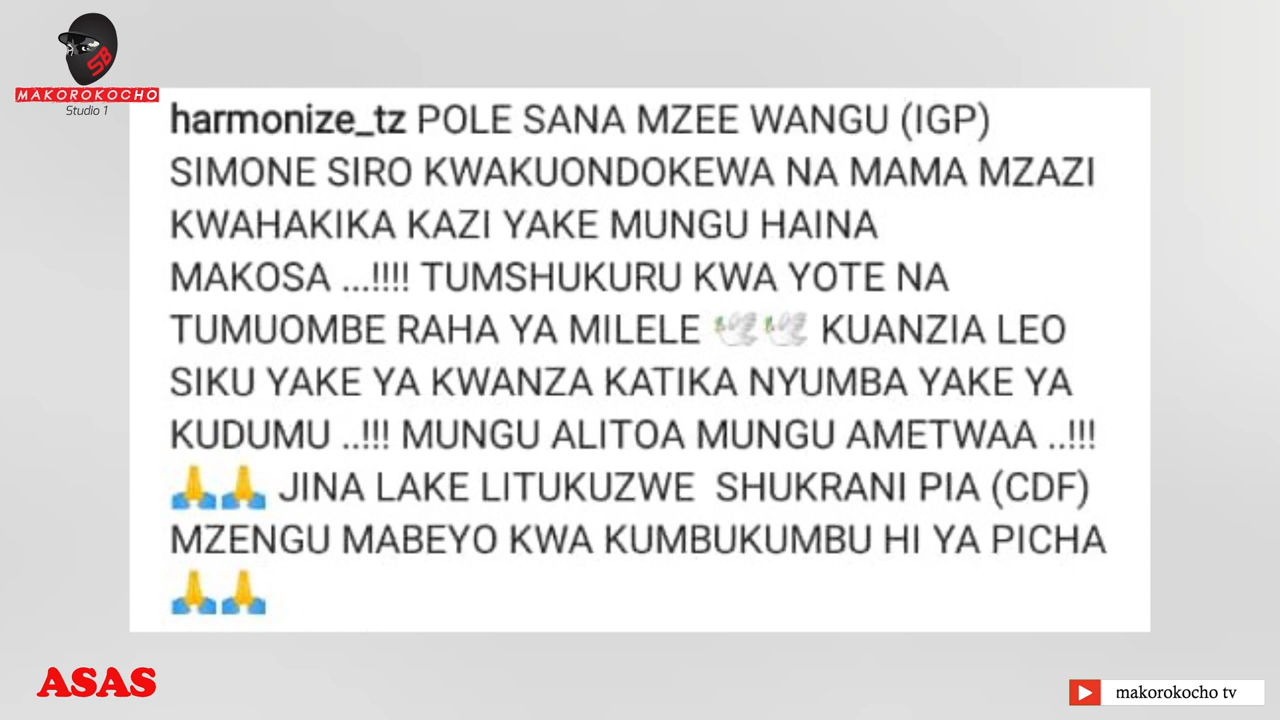 SB
MAKOROKOCHO
Studio 1
harmonize_tz POLE SANA MZEE WANGU (IGP)
SIMONE SIRO KWAKUONDOKEWA NA MAMA MZAZI
KWAHAKIKA KAZI YAKE MUNGU HAINA
MAKOSA ...!!!! TUMSHUKURU KWA YOTE NA
TUMUOMBE RAHA YA MILELE 🕊🕊 KUANZIA LEO
SIKU YAKE YA KWANZA KATIKA NYUMBA YAKE YA
KUDUMU ..!!! MUNGU ALITOA MUNGU AMETWAA ..!!!
🙏🙏 JINA LAKE LITUKUZWE SHUKRANI PIA (CDF)
MZENGU MABEYO KWA KUMBUKUMBU HI YA PICHA
🙏🙏
ASAS
makorokocho tv